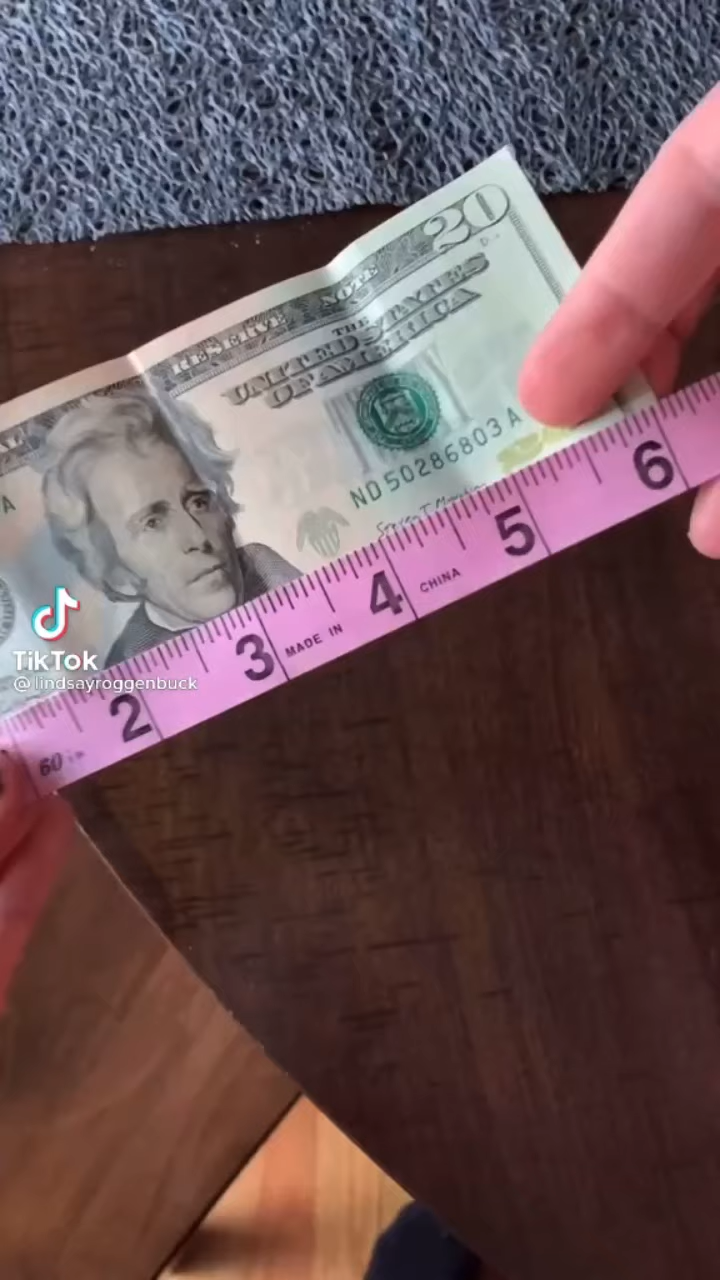 20
RESERVE NOTE
THE
UNITED STATES
OF AMERICA
A
ND 50286803 A
6
5
4
CHINA
MADE IN
3
2
60 in
TikTok
@lindsayroggenbuck